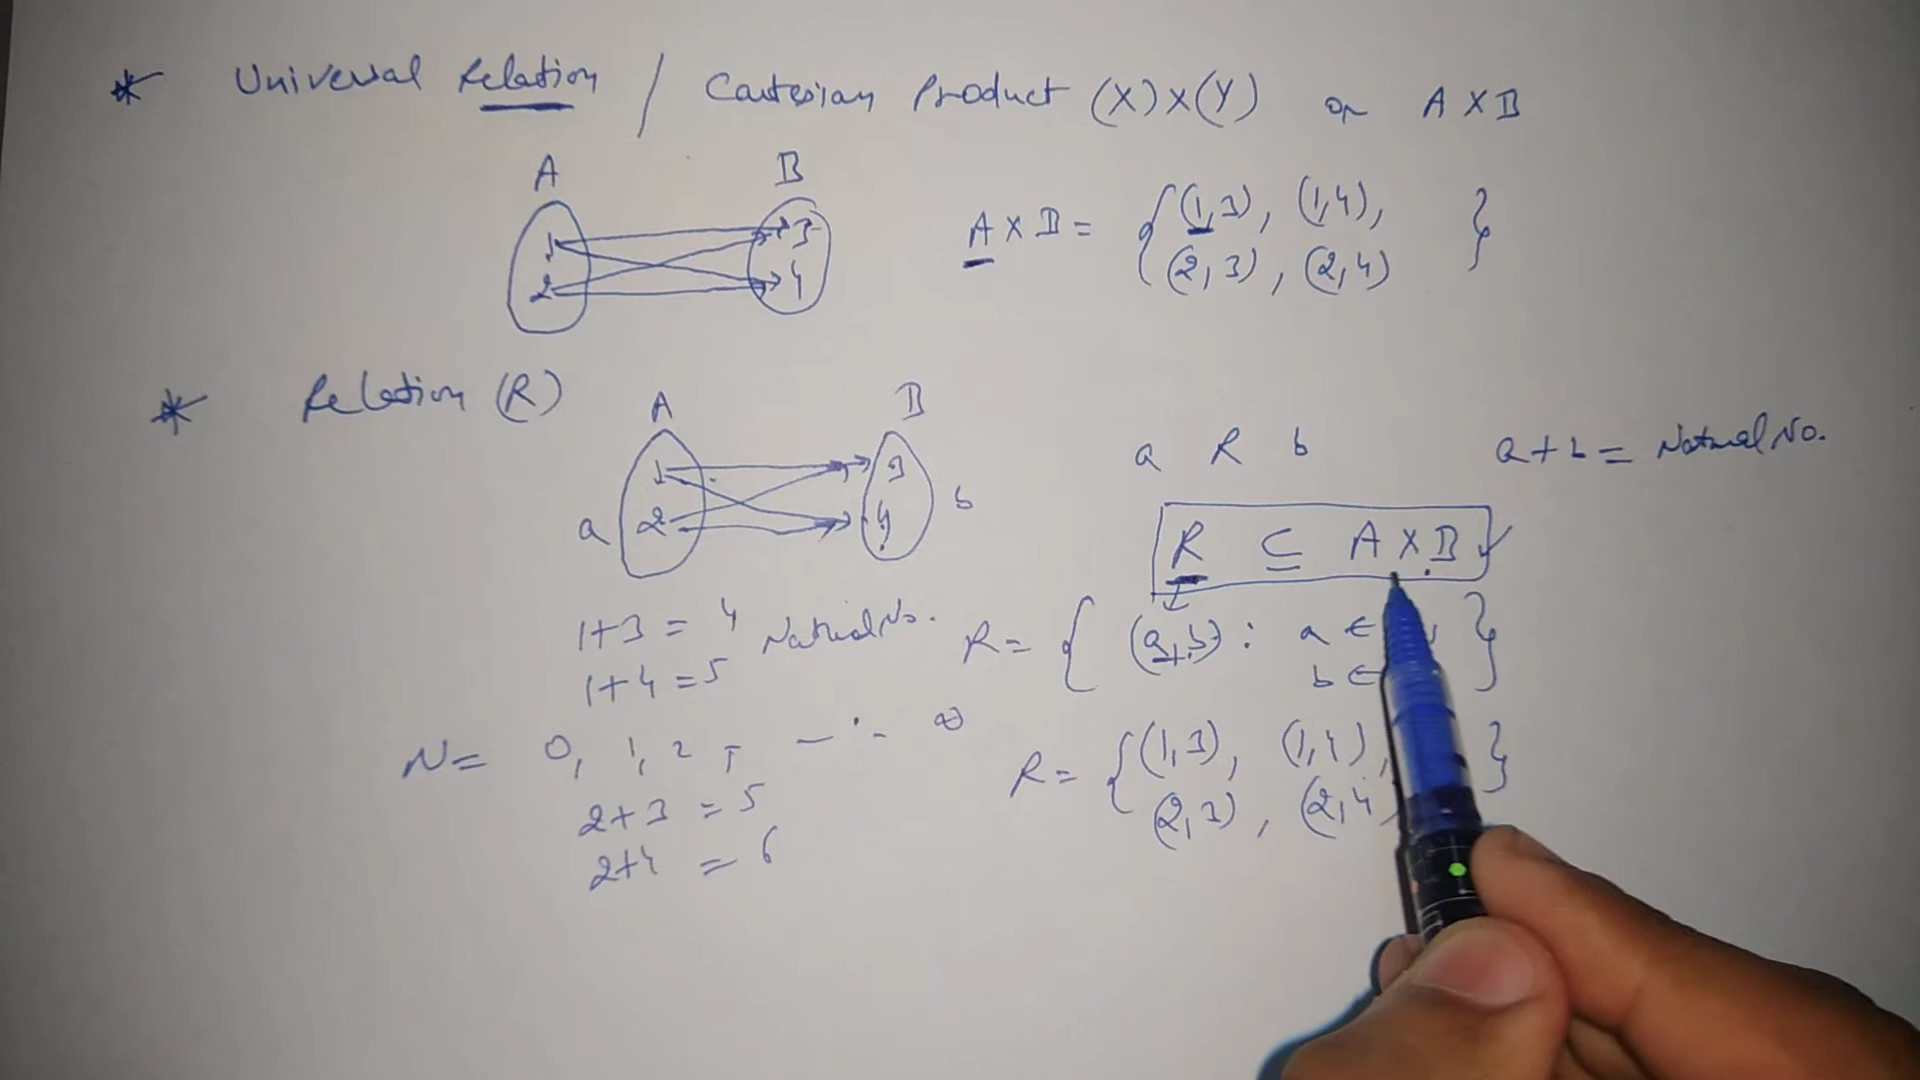 * Universal Relation / Cartesian Product (X)x(Y) or A X B
A B
1 3
2 4
A X B = { (1,3), (1,4),
(2,3), (2,4) }
* Relation (R)
A B
1 3
a 2 4 b
a R b a+b = Natural No.
R ⊆ A X B
1+3 = 4 Natural No.
1+4 = 5
R = { (a,b) : a ∈
b ∈ }
N = 0, 1, 2, - - - ∞
2+3 = 5
2+4 = 6
R = { (1,3), (1,4),
(2,3), (2,4 }